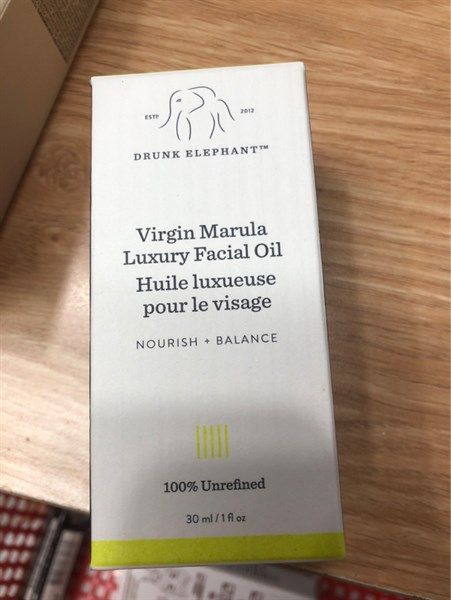 ESTD 2012
DRUNK ELEPHANT™
Virgin Marula
Luxury Facial Oil
Huile luxueuse
pour le visage
NOURISH + BALANCE
100% Unrefined
30 ml / 1 fl oz